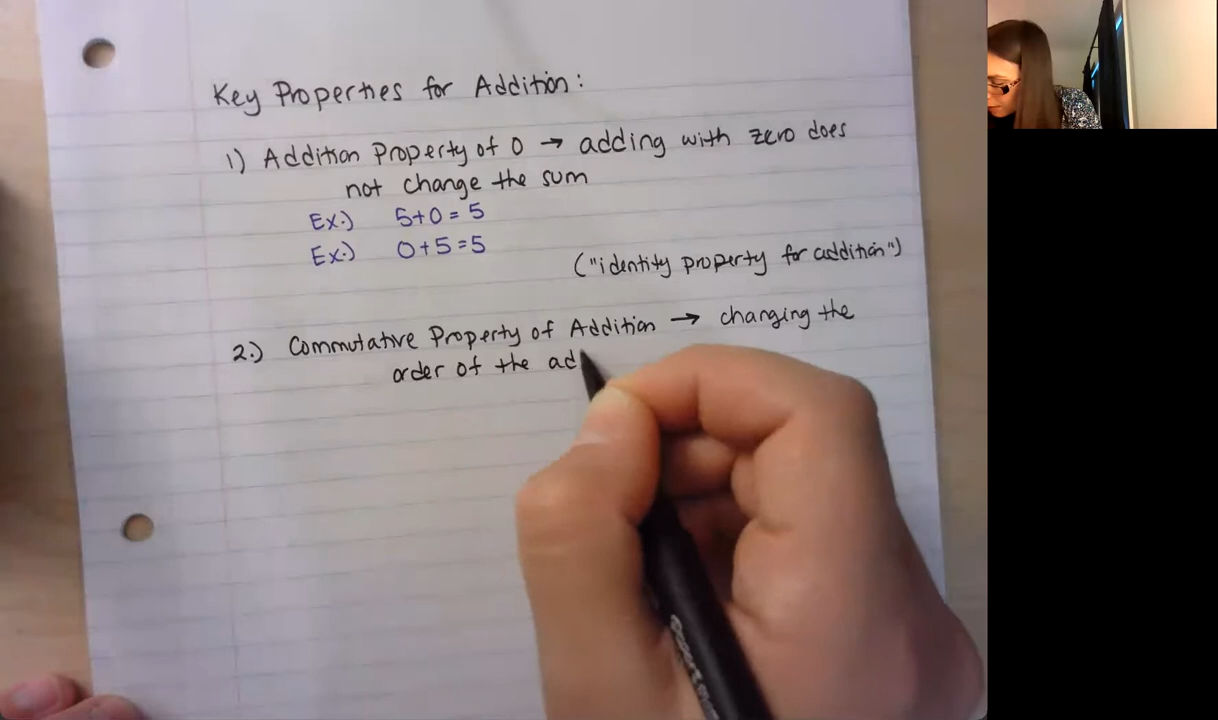 Key Properties for Addition:
1) Addition Property of 0 → adding with zero does
not change the sum
Ex.) 5+0=5
Ex.) 0+5=5
("identity property for addition")
2.) Commutative Property of Addition → changing the
order of the ad